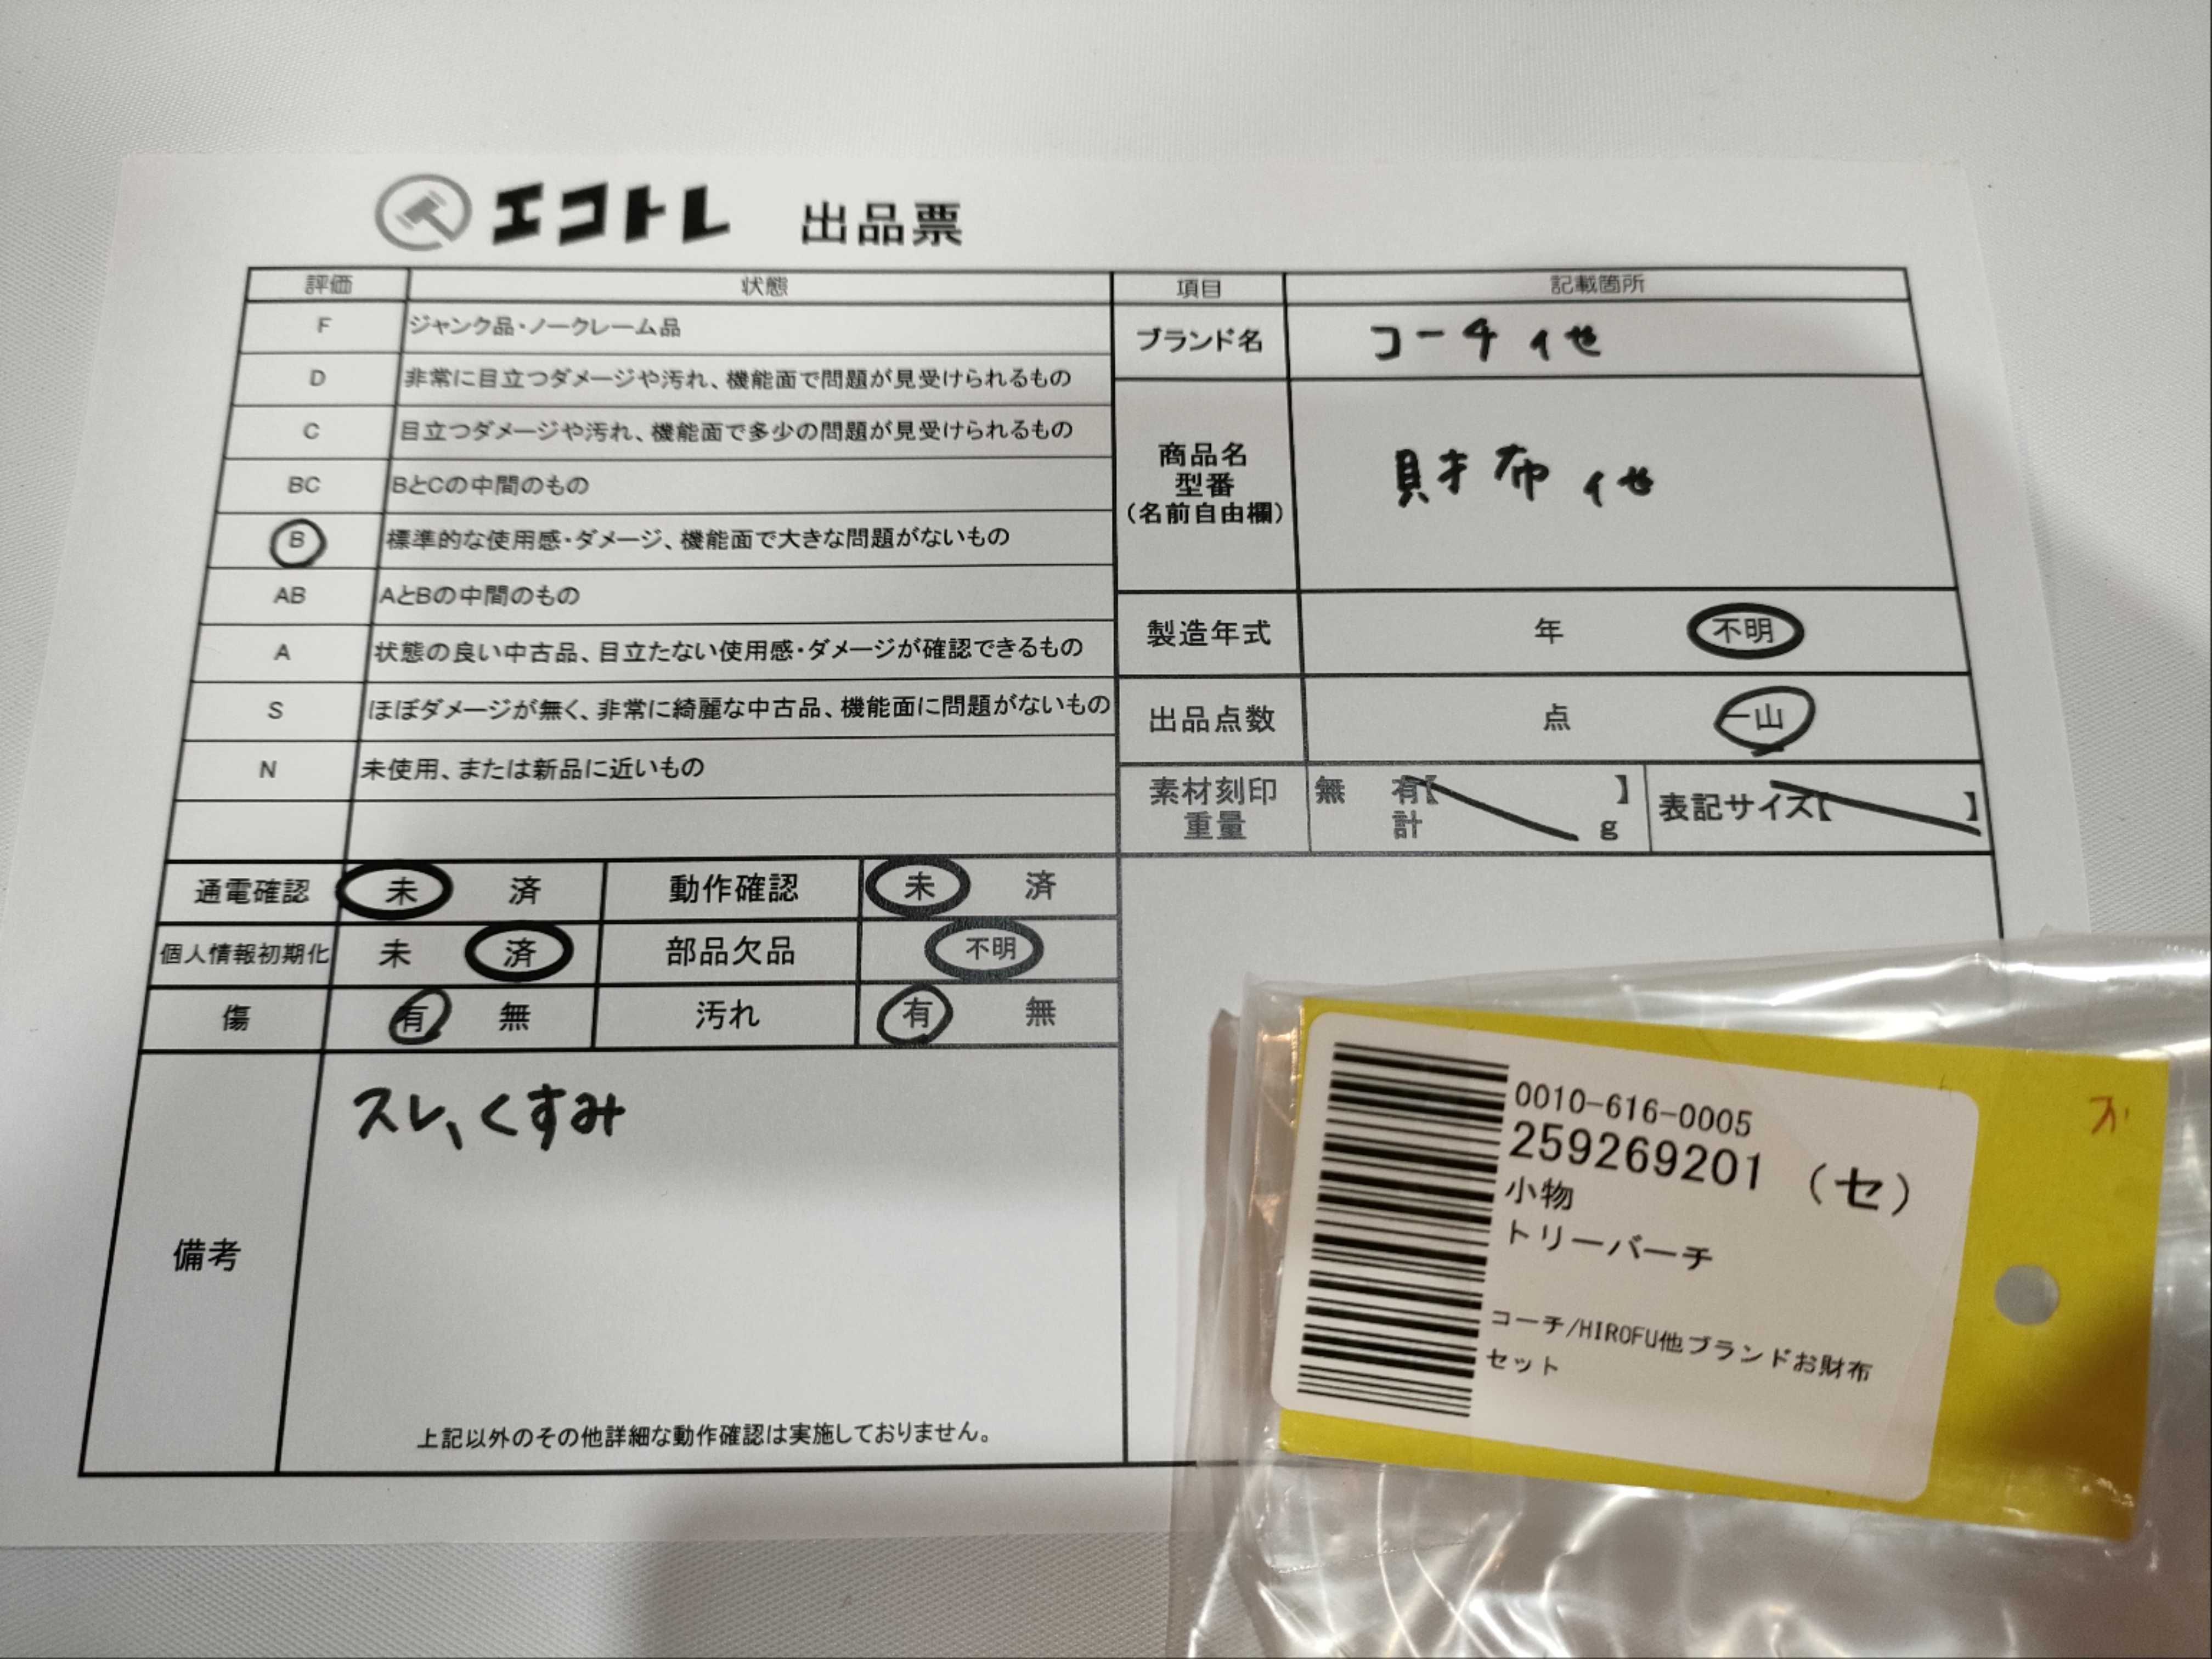 エコトレ 出品票
評価 状態 項目 記載箇所
F ジャンク品・ノークレーム品
D 非常に目立つダメージや汚れ、機能面で問題が見受けられるもの
C 目立つダメージや汚れ、機能面で多少の問題が見受けられるもの
BC BとCの中間のもの
B 標準的な使用感・ダメージ、機能面で大きな問題がないもの
AB AとBの中間のもの
A 状態の良い中古品、目立たない使用感・ダメージが確認できるもの
S ほぼダメージが無く、非常に綺麗な中古品、機能面に問題がないもの
N 未使用、または新品に近いもの
ブランド名 コーチ他
商品名
型番
(名前自由欄)
財布他
製造年式 年 不明
出品点数 点 一山
素材刻印 無 有【 】
重量 計 g
表記サイズ【 】
通電確認 未 済 動作確認 未 済
個人情報初期化 未 済 部品欠品 不明
傷 有 無 汚れ 有 無
備考
スレ、くすみ
上記以外のその他詳細な動作確認は実施しておりません。
0010-616-0005
259269201 (セ)
小物
トリーバーチ
コーチ/HIROFU他ブランドお財布
セット